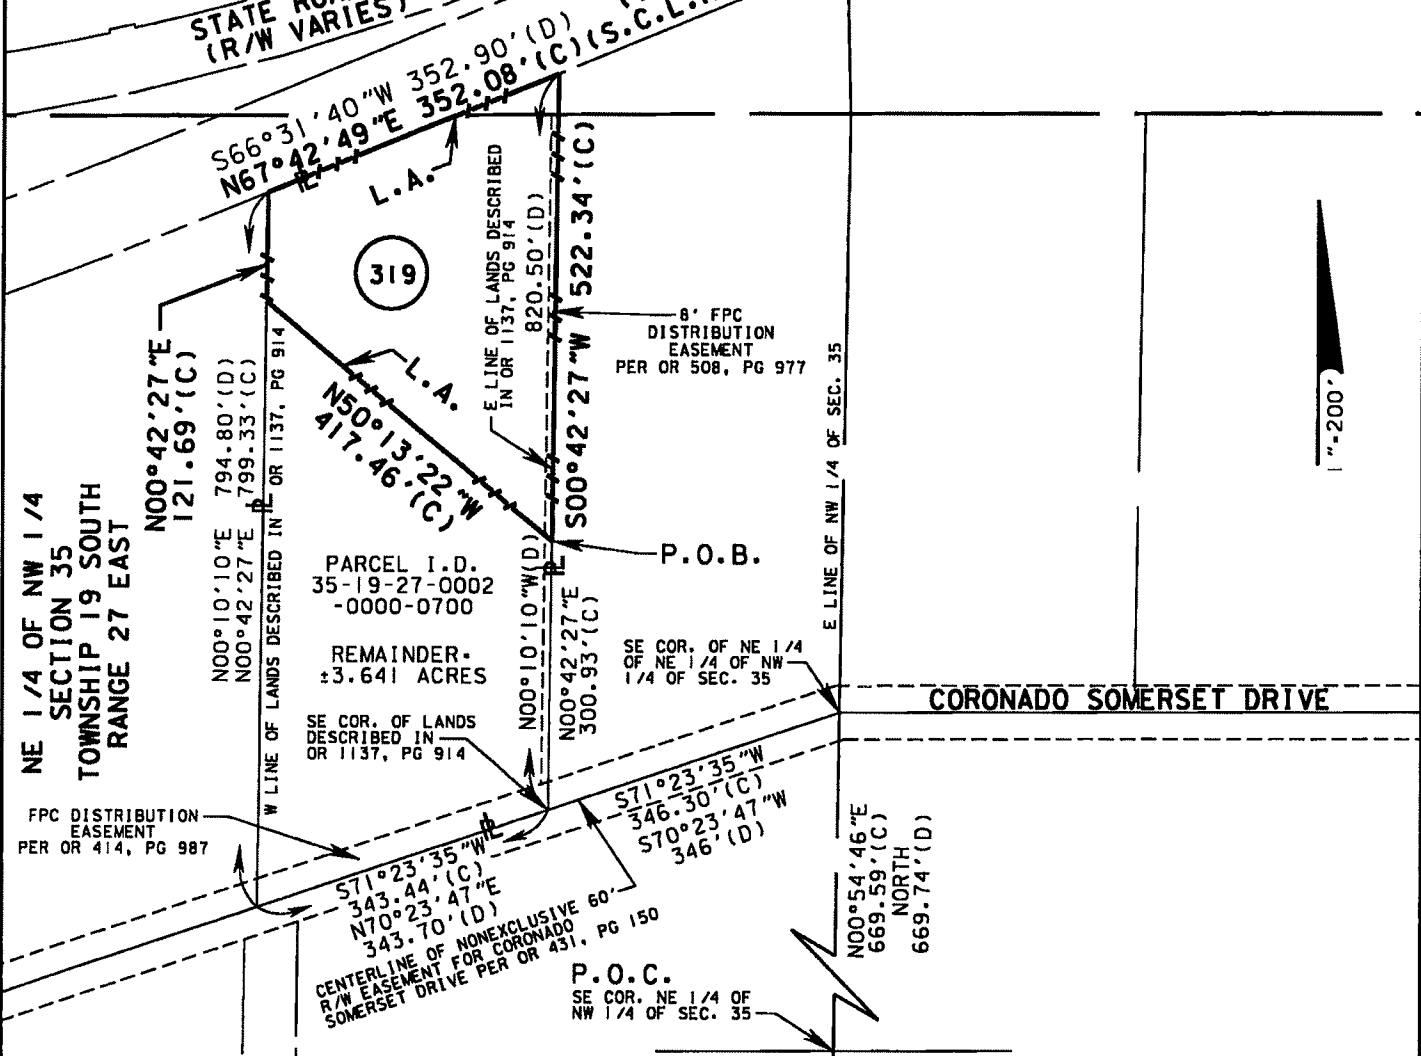 STATE
(R/W VARIES)
S66°31'40"W 352.90'(D)
N67°42'49"E 352.08'(C)(S.C.L.
L.A.
319
L.A.
N00°42'27"E
121.69'(C)
N50°13'22"W
417.46'(C)
E LINE OF LANDS DESCRIBED
IN OR 1137, PG 914
820.50'(D)
S00°42'27"W 522.34'(C)
8' FPC
DISTRIBUTION
EASEMENT
PER OR 508, PG 977
E LINE OF NW 1/4 OF SEC. 35
1"-200'
NE 1/4 OF NW 1/4
SECTION 35
TOWNSHIP 19 SOUTH
RANGE 27 EAST
N00°10'10"E 794.80'(D)
N00°42'27"E 799.33'(C)
W LINE OF LANDS DESCRIBED IN OR 1137, PG 914
P.O.B.
PARCEL I.D.
35-19-27-0002
-0000-0700
REMAINDER·
±3.641 ACRES
N00°10'10"W(D)
N00°42'27"E
300.93'(C)
SE COR. OF NE 1/4
OF NE 1/4 OF NW
1/4 OF SEC. 35
CORONADO SOMERSET DRIVE
SE COR. OF LANDS
DESCRIBED IN
OR 1137, PG 914
FPC DISTRIBUTION
EASEMENT
PER OR 414, PG 987
S71°23'35"W
346.30'(C)
S70°23'47"W
346'(D)
S71°23'35"W
343.44'(C)
N70°23'47"E
343.70'(D)
CENTERLINE OF NONEXCLUSIVE 60'
R/W EASEMENT FOR CORONADO
SOMERSET DRIVE PER OR 431, PG 150
N00°54'46"E
669.59'(C)
NORTH
669.74'(D)
P.O.C.
SE COR. NE 1/4 OF
NW 1/4 OF SEC. 35